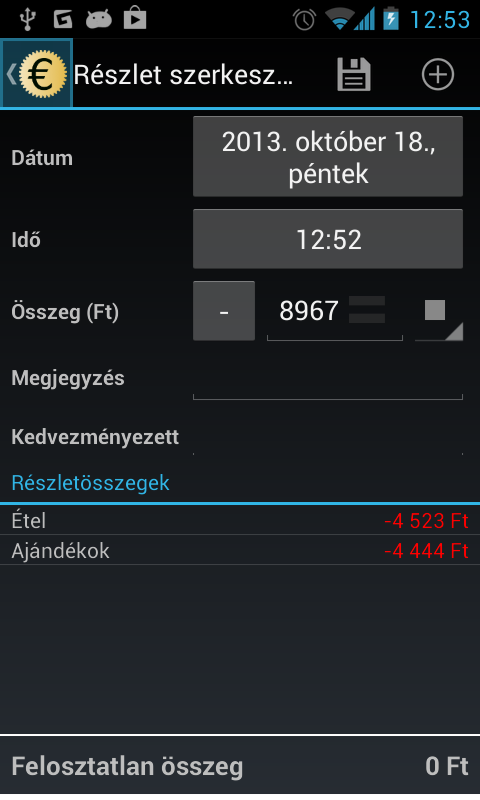 12:53
€ Részlet szerkesz…
Dátum
2013. október 18.,
péntek
Idő
12:52
Összeg (Ft)
- 8967
Megjegyzés
Kedvezményezett
Részletösszegek
Étel -4 523 Ft
Ajándékok -4 444 Ft
Felosztatlan összeg 0 Ft